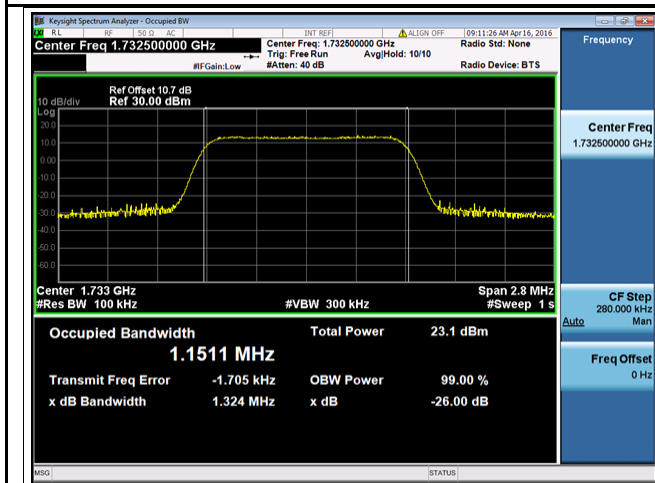 Keysight Spectrum Analyzer - Occupied BW
RL RF 50 Ω AC INT REF ALIGN OFF 09:11:26 AM Apr 16, 2016
Center Freq 1.732500000 GHz
Center Freq: 1.732500000 GHz
Radio Std: None
Trig: Free Run Avg|Hold: 10/10
#IFGain:Low
#Atten: 40 dB
Radio Device: BTS
Frequency
Ref Offset 10.7 dB
10 dB/div Ref 30.00 dBm
Log
20.0
10.0
0.00
-10.0
-20.0
-30.0
-40.0
-50.0
-60.0
Center Freq
1.732500000 GHz
Center 1.733 GHz
Span 2.8 MHz
#Res BW 100 kHz
#VBW 300 kHz
#Sweep 1 s
CF Step
280.000 kHz
Auto Man
Freq Offset
0 Hz
Occupied Bandwidth
Total Power 23.1 dBm
1.1511 MHz
Transmit Freq Error -1.705 kHz
OBW Power 99.00 %
x dB Bandwidth 1.324 MHz
x dB -26.00 dB
MSG
STATUS